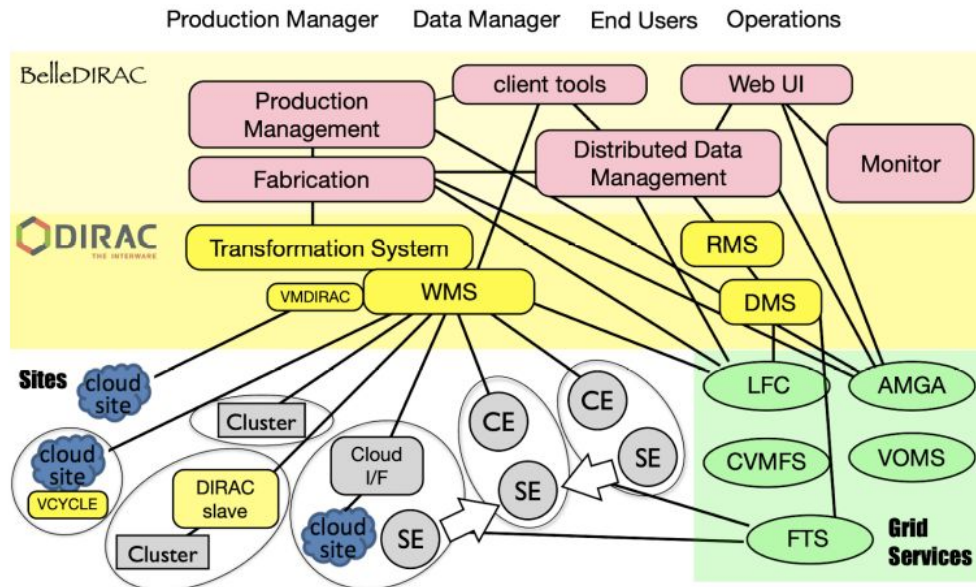 Production Manager Data Manager End Users Operations
BelleDIRAC
client tools
Web UI
Production
Management
Distributed Data
Management
Monitor
Fabrication
DIRAC
THE INTERWARE
Transformation System
RMS
VMDIRAC
WMS
DMS
Sites
cloud
site
LFC
AMGA
CE
CE
Cluster
cloud
site
VCYCLE
Cloud
I/F
SE
SE
CVMFS
VOMS
DIRAC
slave
Cluster
cloud
site
SE
FTS
Grid
Services